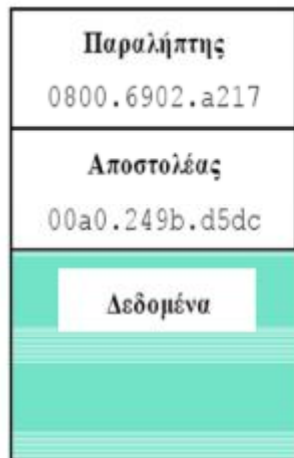 Παραλήπτης
0800.6902.a217
Αποστολέας
00a0.249b.d5dc
Δεδομένα